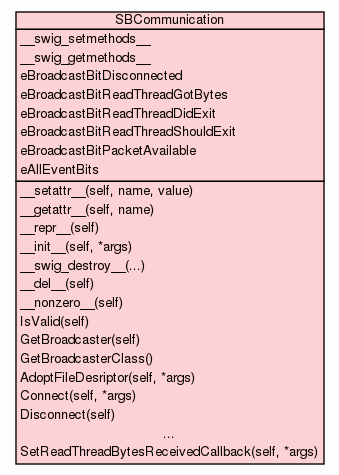 SBCommunication
__swig_setmethods__
__swig_getmethods__
eBroadcastBitDisconnected
eBroadcastBitReadThreadGotBytes
eBroadcastBitReadThreadDidExit
eBroadcastBitReadThreadShouldExit
eBroadcastBitPacketAvailable
eAllEventBits
__setattr__(self, name, value)
__getattr__(self, name)
__repr__(self)
__init__(self, *args)
__swig_destroy__(...)
__del__(self)
__nonzero__(self)
IsValid(self)
GetBroadcaster(self)
GetBroadcasterClass()
AdoptFileDesriptor(self, *args)
Connect(self, *args)
Disconnect(self)
...
SetReadThreadBytesReceivedCallback(self, *args)